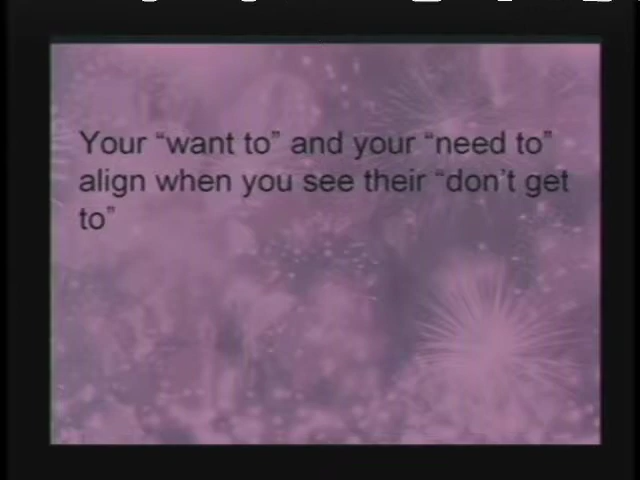 Your “want to” and your “need to”
align when you see their “don’t get
to”